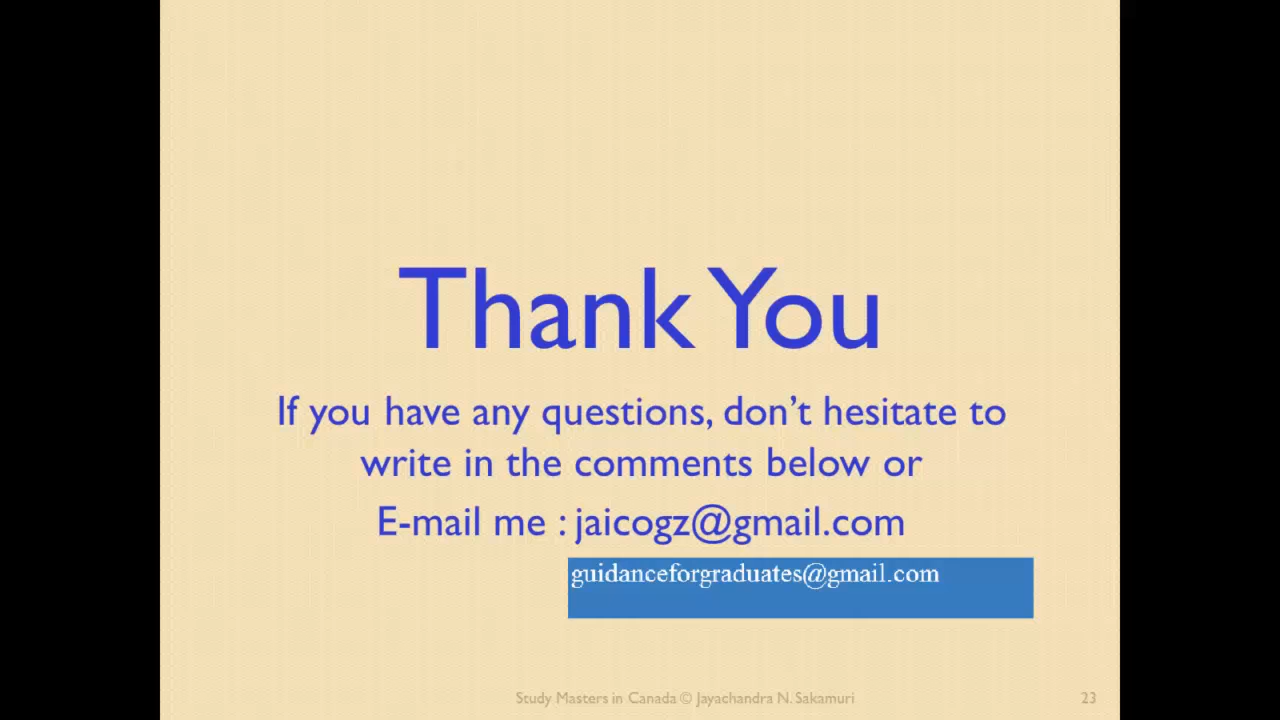 Thank You
If you have any questions, don't hesitate to
write in the comments below or
E-mail me : jaicogz@gmail.com
guidanceforgraduates@gmail.com
Study Masters in Canada © Jayachandra N. Sakamuri
23